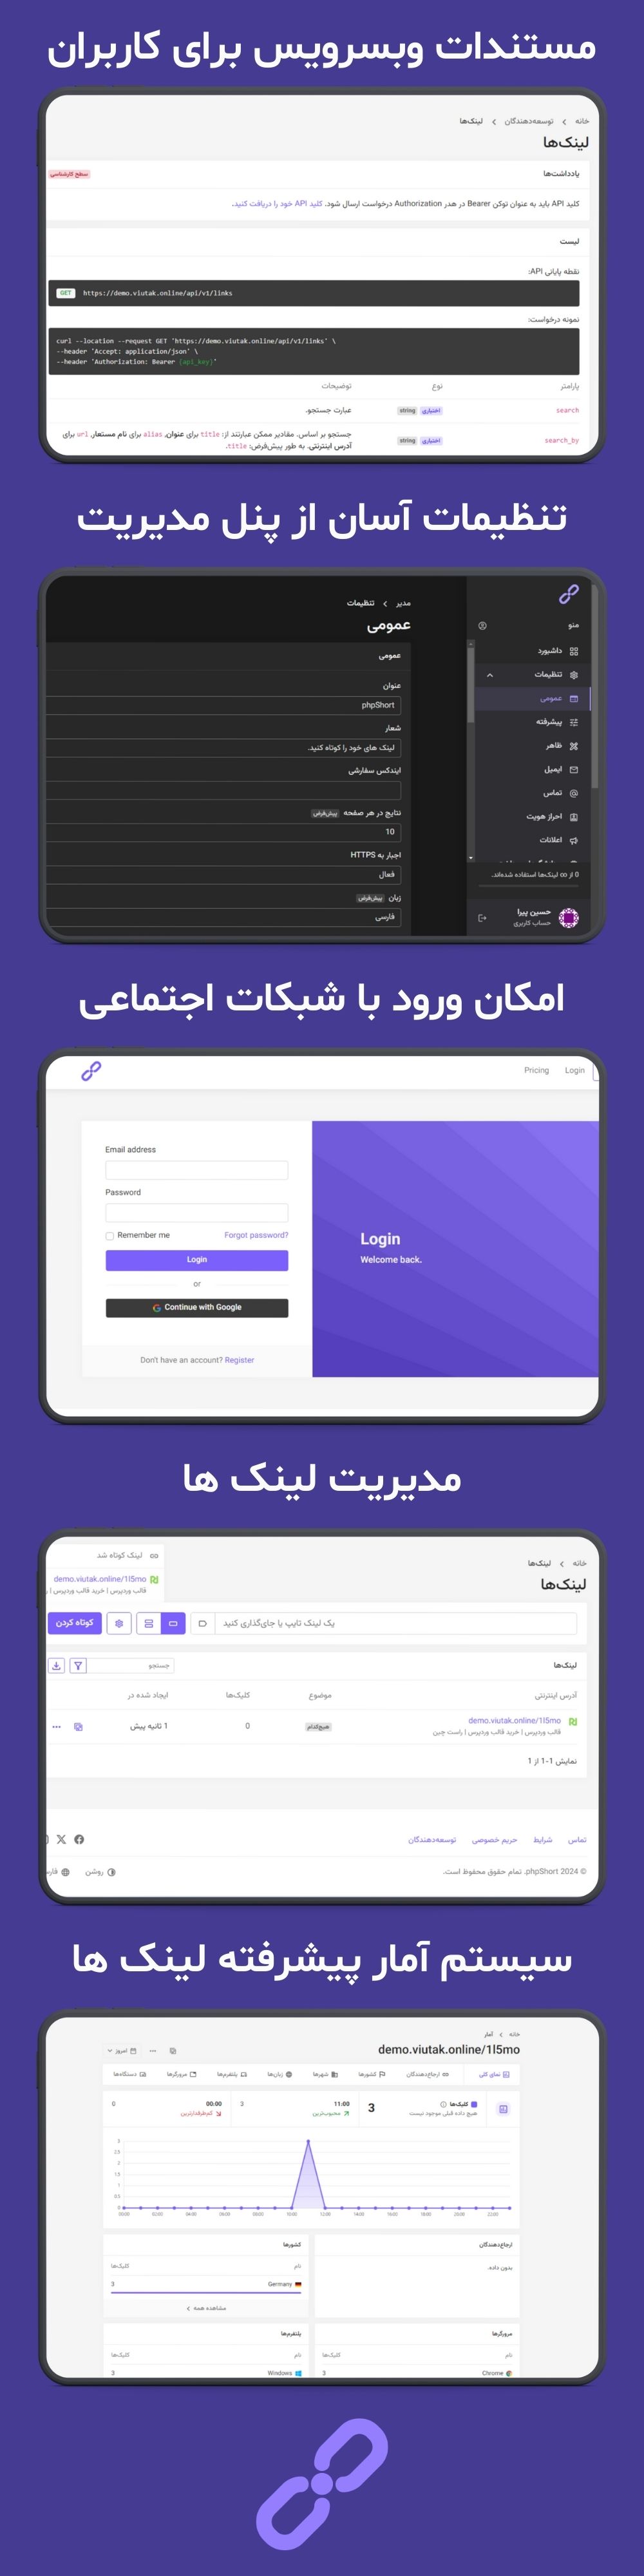 مستندات وبسرویس برای کاربران
خانه > توسعه‌دهندگان > لینک‌ها
لینک‌ها
یادداشت‌ها
سطح کارشناسی
کلید API باید به عنوان توکن Bearer در هدر Authorization درخواست ارسال شود. کلید API خود را دریافت کنید.
لیست
نقطه پایانی API:
GET https://demo.viutak.online/api/v1/links
نمونه درخواست:
curl --location --request GET 'https://demo.viutak.online/api/v1/links' \
--header 'Accept: application/json' \
--header 'Authorization: Bearer {api_key}'
پارامتر نوع توضیحات
search اختیاری string عبارت جستجو.
search_by اختیاری string جستجو بر اساس. مقادیر ممکن عبارتند از: title برای عنوان, alias برای نام مستعار, url برای
آدرس اینترنتی. به طور پیش‌فرض: title.
تنظیمات آسان از پنل مدیریت
منو
داشبورد
تنظیمات
عمومی
پیشرفته
ظاهر
ایمیل
تماس
احراز هویت
اعلانات
0 از ∞ لینک‌ها استفاده شده‌اند.
حسین پیرا
حساب کاربری
مدیر > تنظیمات
عمومی
عمومی
عنوان
phpShort
شعار
لینک های خود را کوتاه کنید.
ایندکس سفارشی
نتایج در هر صفحه پیش‌فرض
10
اجبار به HTTPS
فعال
زبان پیش‌فرض
فارسی
امکان ورود با شبکات اجتماعی
Pricing Login
Email address
Password
Remember me Forgot password?
Login
or
Continue with Google
Don't have an account? Register
Login
Welcome back.
مدیریت لینک ها
خانه > لینک‌ها
لینک‌ها
لینک کوتاه شد
demo.viutak.online/1l5mo
قالب وردپرس | خرید قالب وردپرس |
یک لینک تایپ یا جای‌گذاری کنید
کوتاه کردن
لینک‌ها
جستجو
آدرس اینترنتی موضوع کلیک‌ها ایجاد شده در
demo.viutak.online/1l5mo هیچ‌کدام 0 1 ثانیه پیش
قالب وردپرس | خرید قالب وردپرس | راست چین
نمایش 1-1 از 1
تماس شرایط حریم خصوصی توسعه‌دهندگان
© 2024 phpShort. تمام حقوق محفوظ است.
روشن
سیستم آمار پیشرفته لینک ها
خانه > آمار
demo.viutak.online/1l5mo
امروز
نمای کلی ارجاع‌دهندگان کشورها شهرها زبان‌ها پلتفرم‌ها مرورگرها دستگاه‌ها
کلیک‌ها
هیچ داده قبلی موجود نیست
3
11:00 3
محبوب‌ترین
00:00 0
کم‌طرفدارترین
3
2.5
2
1.5
1
0.5
0
00:00 02:00 04:00 06:00 08:00 10:00 12:00 14:00 16:00 18:00 20:00 22:00
ارجاع‌دهندگان
بدون داده.
کشورها
نام کلیک‌ها
Germany 3
مشاهده همه
مرورگرها
نام کلیک‌ها
Chrome 3
پلتفرم‌ها
نام کلیک‌ها
Windows 3